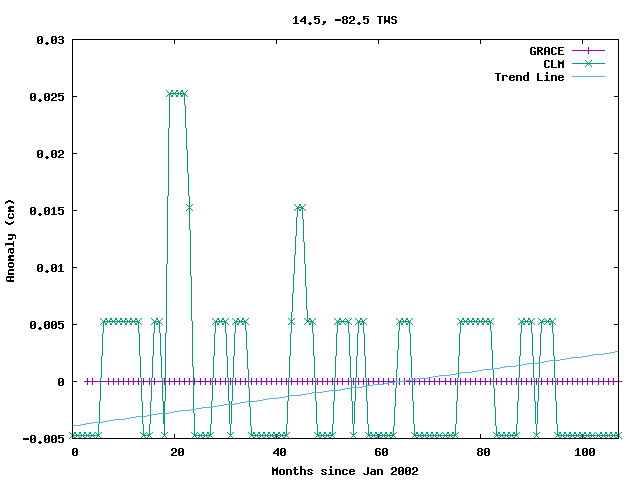 14.5, -82.5 TWS
0.03
0.025
0.02
0.015
0.01
0.005
0
-0.005
Anomaly (cm)
GRACE
CLM
Trend Line
0 20 40 60 80 100
Months since Jan 2002